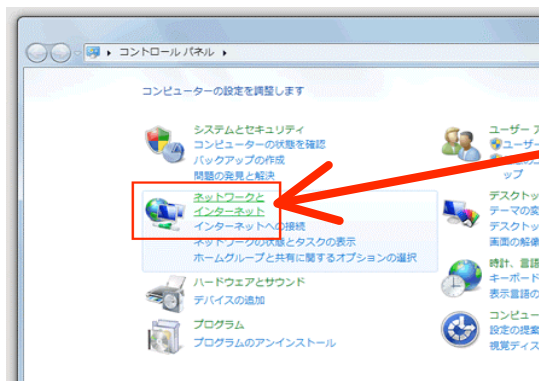 コントロール パネル
コンピューターの設定を調整します
システムとセキュリティ
コンピューターの状態を確認
バックアップの作成
問題の発見と解決
ネットワークと
インターネット
インターネットへの接続
ネットワークの状態とタスクの表示
ホームグループと共有に関するオプションの選択
ハードウェアとサウンド
デバイスの追加
プログラム
プログラムのアンインストール
ユーザー
ユーザー
ップ
デスクトッ
テーマの変
デスクトッ
画面の解像
時計、言語
キーボード
表示言語の
コンピュー
設定の提案
視覚ディス